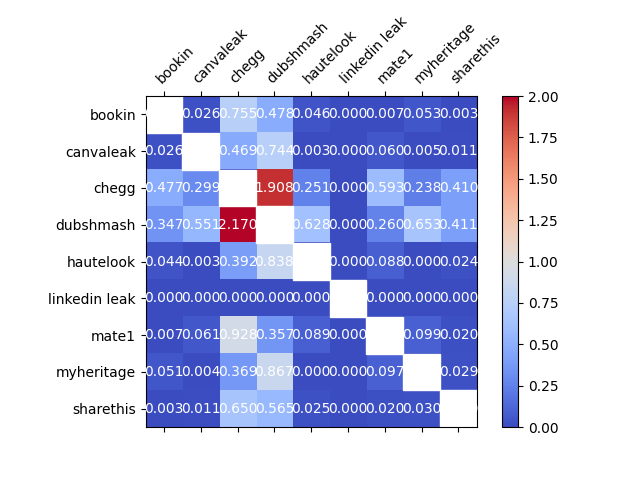 bookin canvaleak chegg dubshmash hautelook linkedin leak mate1 myheritage sharethis
bookin 0.026 0.755 0.478 0.046 0.000 0.007 0.053 0.003
canvaleak 0.026 0.469 0.744 0.003 0.000 0.060 0.005 0.011
chegg 0.477 0.299 1.908 0.251 0.000 0.593 0.238 0.410
dubshmash 0.347 0.551 2.170 0.628 0.000 0.260 0.653 0.411
hautelook 0.044 0.003 0.392 0.838 0.000 0.088 0.000 0.024
linkedin leak 0.000 0.000 0.000 0.000 0.000 0.000 0.000 0.000
mate1 0.007 0.061 0.928 0.357 0.089 0.000 0.099 0.020
myheritage 0.051 0.004 0.369 0.867 0.000 0.000 0.097 0.029
sharethis 0.003 0.011 0.650 0.565 0.025 0.000 0.020 0.030
2.00
1.75
1.50
1.25
1.00
0.75
0.50
0.25
0.00